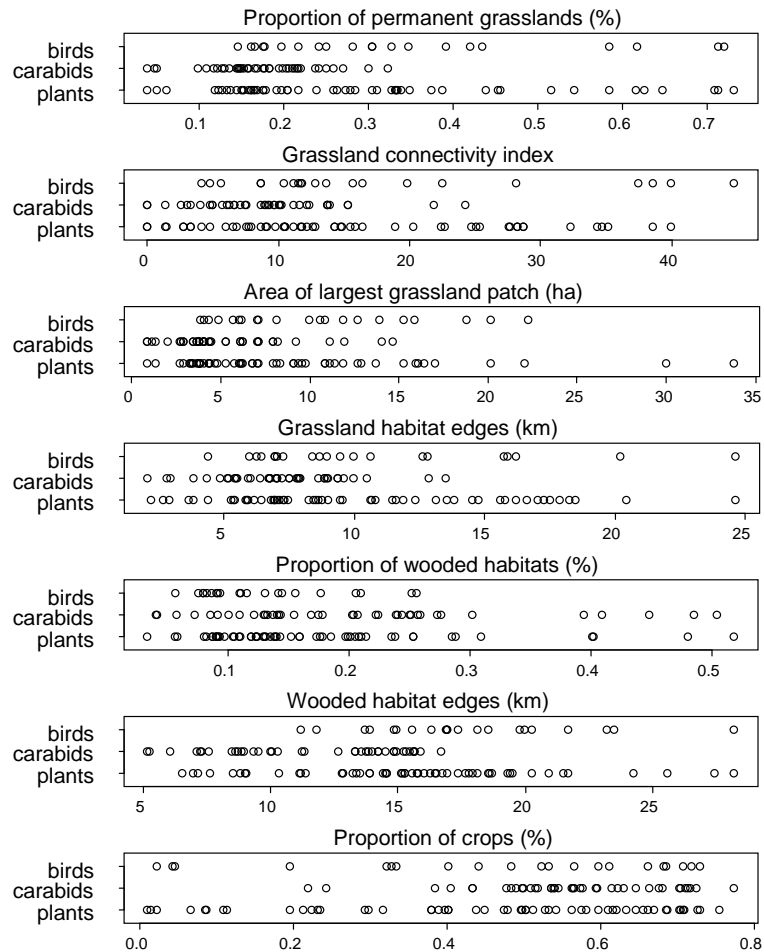 Proportion of permanent grasslands (%)
birds
carabids
plants
0.1 0.2 0.3 0.4 0.5 0.6 0.7
Grassland connectivity index
birds
carabids
plants
0 10 20 30 40
Area of largest grassland patch (ha)
birds
carabids
plants
0 5 10 15 20 25 30 35
Grassland habitat edges (km)
birds
carabids
plants
5 10 15 20 25
Proportion of wooded habitats (%)
birds
carabids
plants
0.1 0.2 0.3 0.4 0.5
Wooded habitat edges (km)
birds
carabids
plants
5 10 15 20 25
Proportion of crops (%)
birds
carabids
plants
0.0 0.2 0.4 0.6 0.8